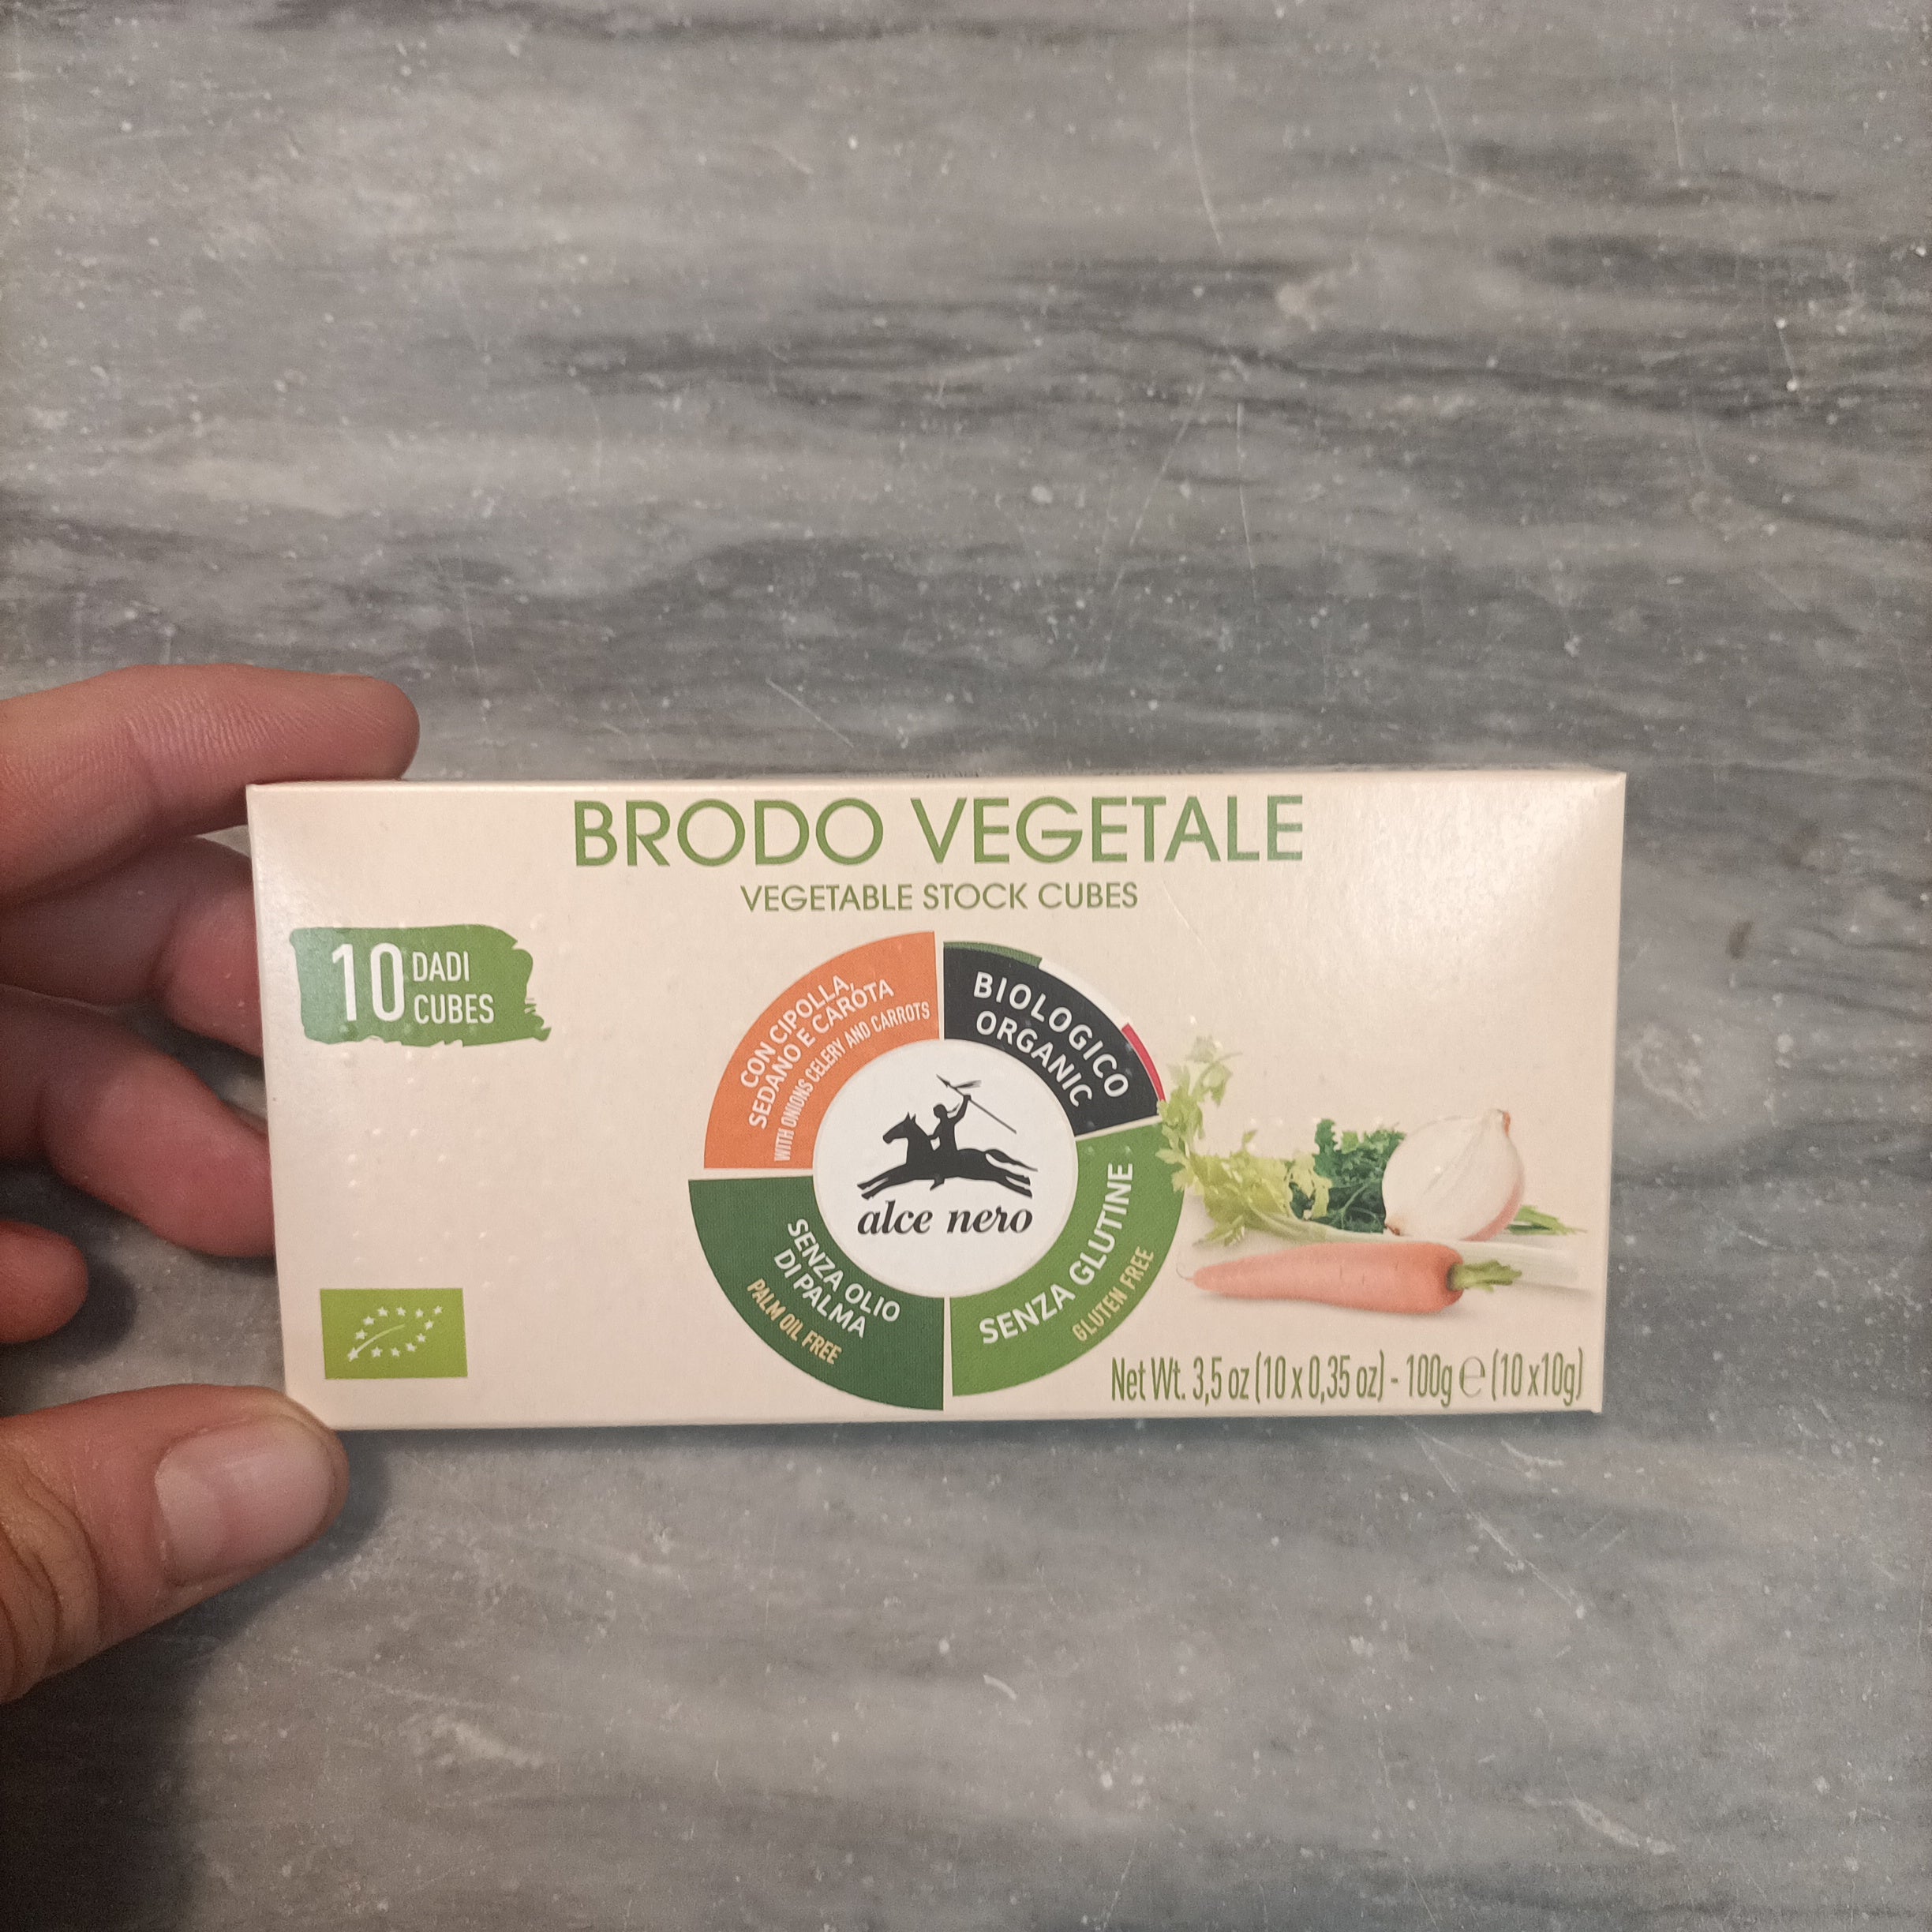 BRODO VEGETALE
VEGETABLE STOCK CUBES
10 DADI
CUBES
CON CIPOLLA,
SEDANO E CAROTA
WITH ONIONS CELERY AND CARROTS
BIOLOGICO
ORGANIC
alce nero
SENZA OLIO
DI PALMA
PALM OIL FREE
SENZA GLUTINE
GLUTEN FREE
Net Wt. 3,5 oz (10 x 0,35 oz) - 100g ℮ (10 x10g)